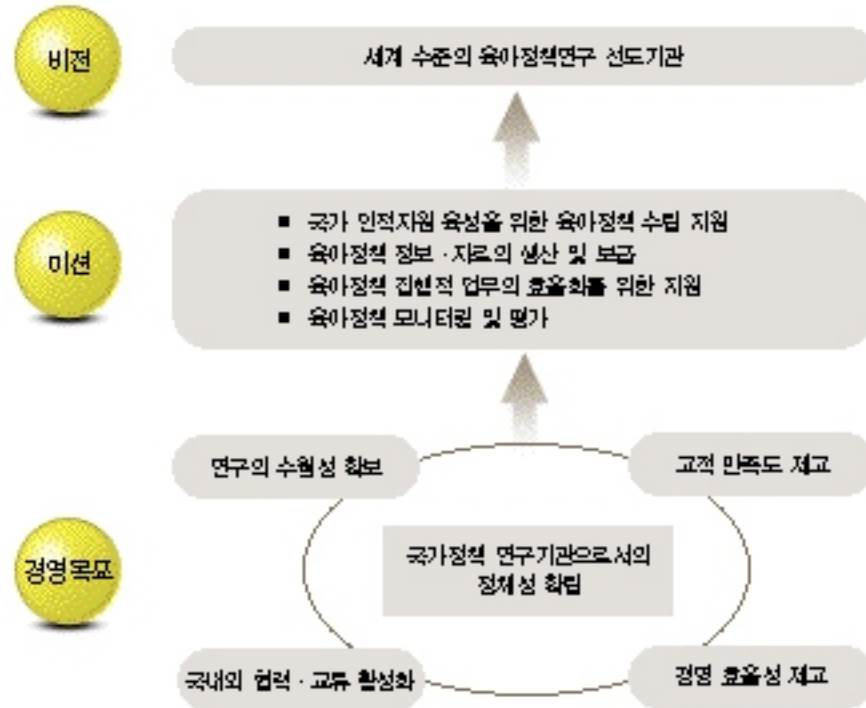 비전
세계 수준의 육아정책연구 선도기관
미션
■ 국가 인적자원 육성을 위한 육아정책 수립 지원
■ 육아정책 정보·자료의 생산 및 보급
■ 육아정책 집행적 업무의 효율화를 위한 지원
■ 육아정책 모니터링 및 평가
연구의 수월성 확보
고객 만족도 제고
경영목표
국가정책 연구기관으로서의
정체성 확립
국내외 협력·교류 활성화
경영 효율성 제고